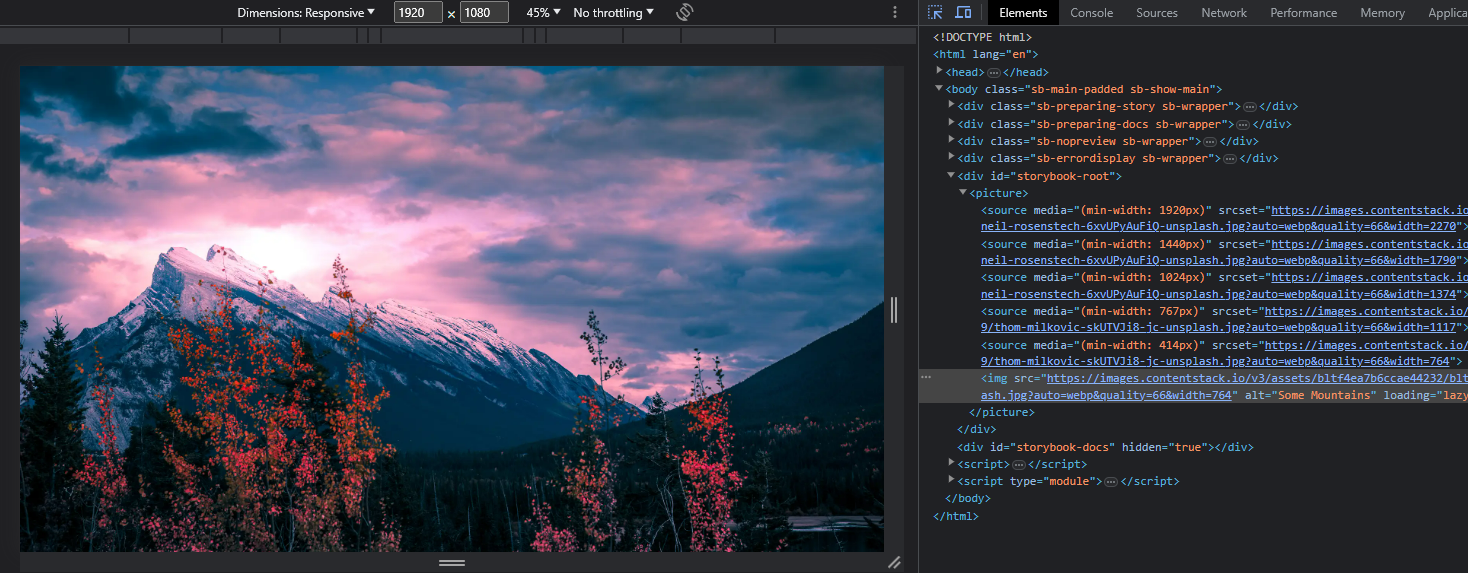 Dimensions: Responsive 1920 × 1080 45% No throttling
Elements Console Sources Network Performance Memory Applica
<!DOCTYPE html>
<html lang="en">
<head> ⋯ </head>
<body class="sb-main-padded sb-show-main">
<div class="sb-preparing-story sb-wrapper"> ⋯ </div>
<div class="sb-preparing-docs sb-wrapper"> ⋯ </div>
<div class="sb-nopreview sb-wrapper"> ⋯ </div>
<div class="sb-errordisplay sb-wrapper"> ⋯ </div>
<div id="storybook-root">
<picture>
<source media="(min-width: 1920px)" srcset="https://images.contentstack.io
neil-rosenstech-6xvUPyAuFiQ-unsplash.jpg?auto=webp&quality=66&width=2270">
<source media="(min-width: 1440px)" srcset="https://images.contentstack.io
neil-rosenstech-6xvUPyAuFiQ-unsplash.jpg?auto=webp&quality=66&width=1790">
<source media="(min-width: 1024px)" srcset="https://images.contentstack.io
neil-rosenstech-6xvUPyAuFiQ-unsplash.jpg?auto=webp&quality=66&width=1374">
<source media="(min-width: 767px)" srcset="https://images.contentstack.io/
9/thom-milkovic-skUTVJi8-jc-unsplash.jpg?auto=webp&quality=66&width=1117">
<source media="(min-width: 414px)" srcset="https://images.contentstack.io/
9/thom-milkovic-skUTVJi8-jc-unsplash.jpg?auto=webp&quality=66&width=764">
<img src="https://images.contentstack.io/v3/assets/bltf4ea7b6ccae44232/blt
ash.jpg?auto=webp&quality=66&width=764" alt="Some Mountains" loading="lazy
</picture>
</div>
<div id="storybook-docs" hidden="true"></div>
<script> ⋯ </script>
<script type="module"> ⋯ </script>
</body>
</html>